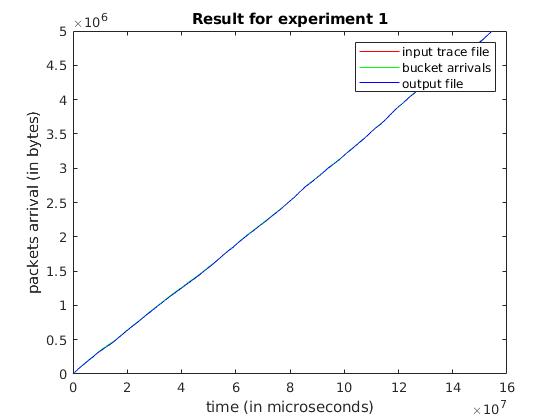 Result for experiment 1
×10^6
5
4.5
4
3.5
3
2.5
2
1.5
1
0.5
0
packets arrival (in bytes)
input trace file
bucket arrivals
output file
0 2 4 6 8 10 12 14 16
×10^7
time (in microseconds)